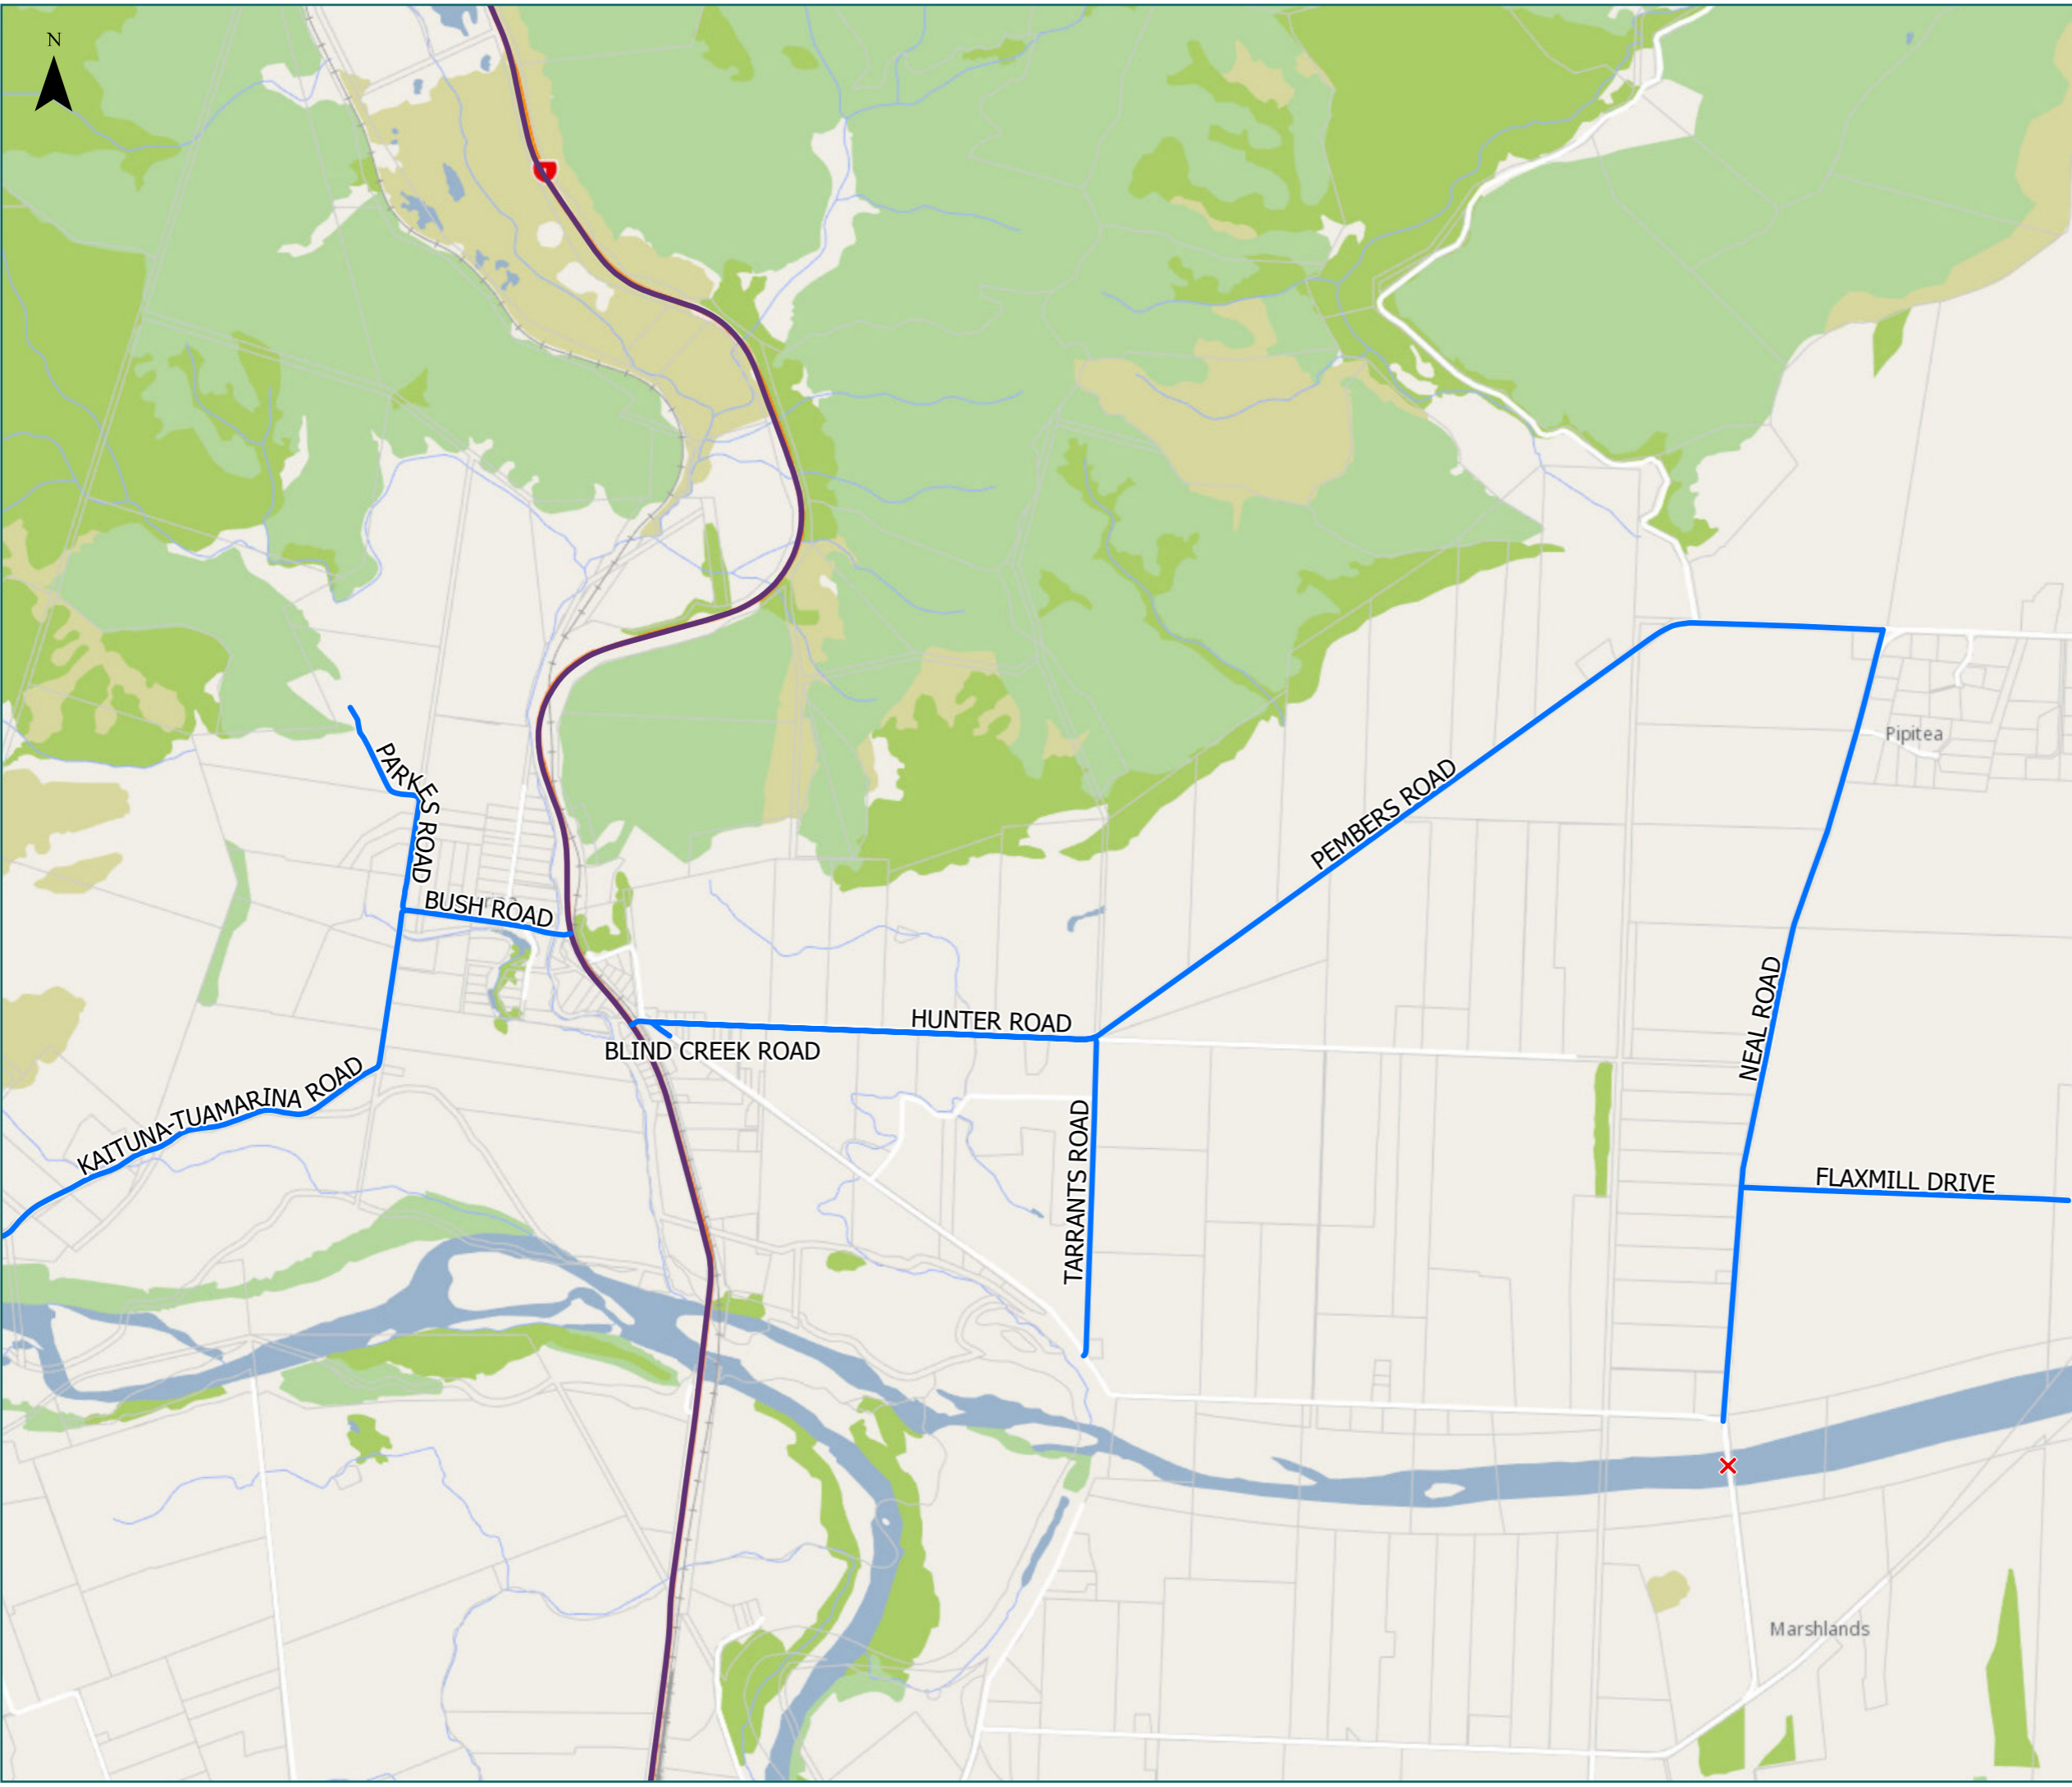 N
PARKES ROAD
Pipitea
PEMBERS ROAD
BUSH ROAD
NEAL ROAD
HUNTER ROAD
BLIND CREEK ROAD
KAITUNA-TUAMARINA ROAD
TARRANTS ROAD
FLAXMILL DRIVE
Marshlands